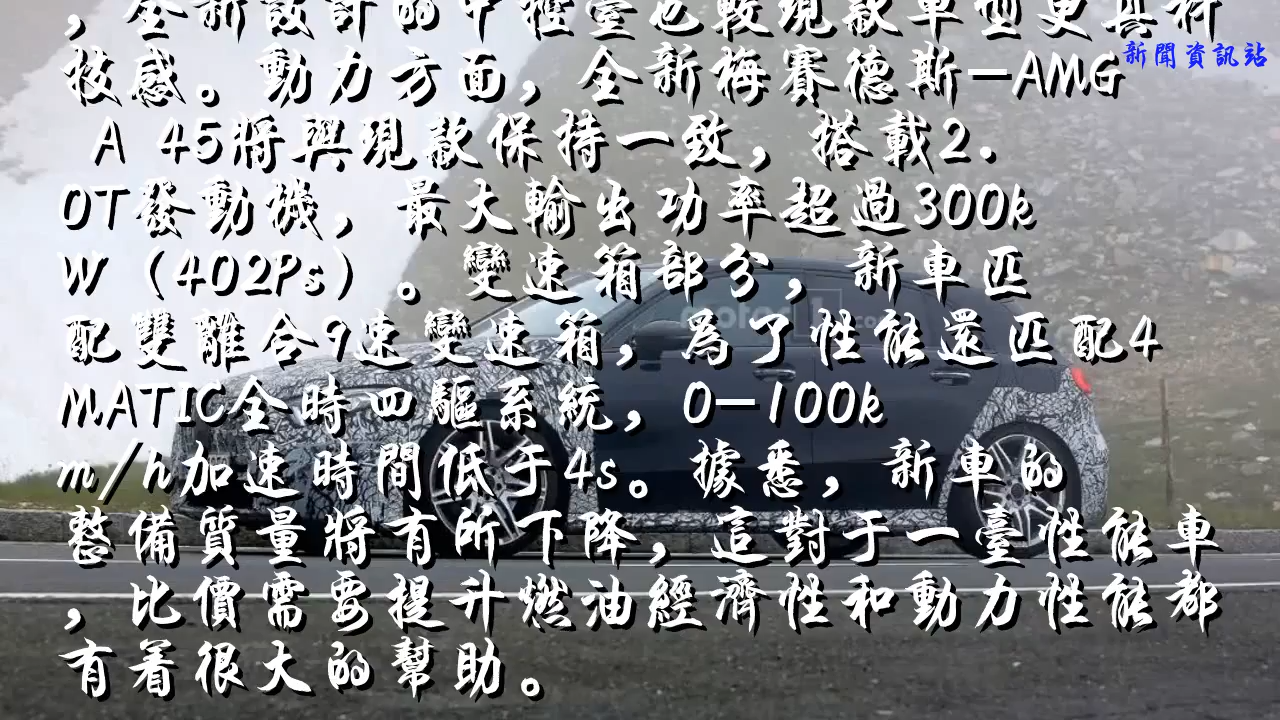 ，全新設計的中控臺也較現款車型更具科
技感。動力方面，全新梅賽德斯-AMG
A 45將與現款保持一致，搭載2.
0T發動機，最大輸出功率超過300k
W（402Ps）。變速箱部分，新車匹
配雙離合9速變速箱，爲了性能還匹配4
MATIC全時四驅系統，0-100k
m/h加速時間低于4s。據悉，新車的
整備質量將有所下降，這對于一臺性能車
，比價需要提升燃油經濟性和動力性能都
有着很大的幫助。
新聞資訊站